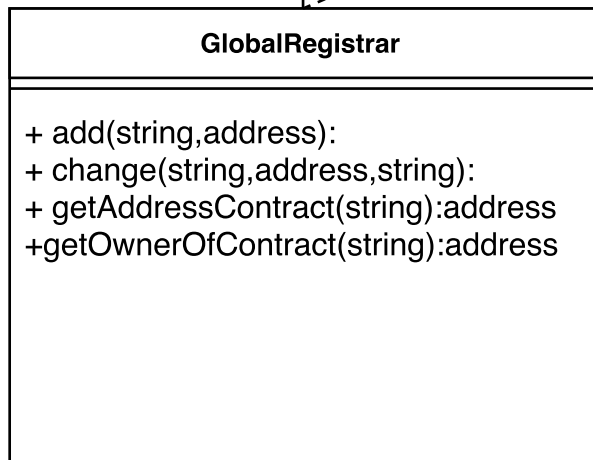 GlobalRegistrar
+ add(string,address):
+ change(string,address,string):
+ getAddressContract(string):address
+getOwnerOfContract(string):address